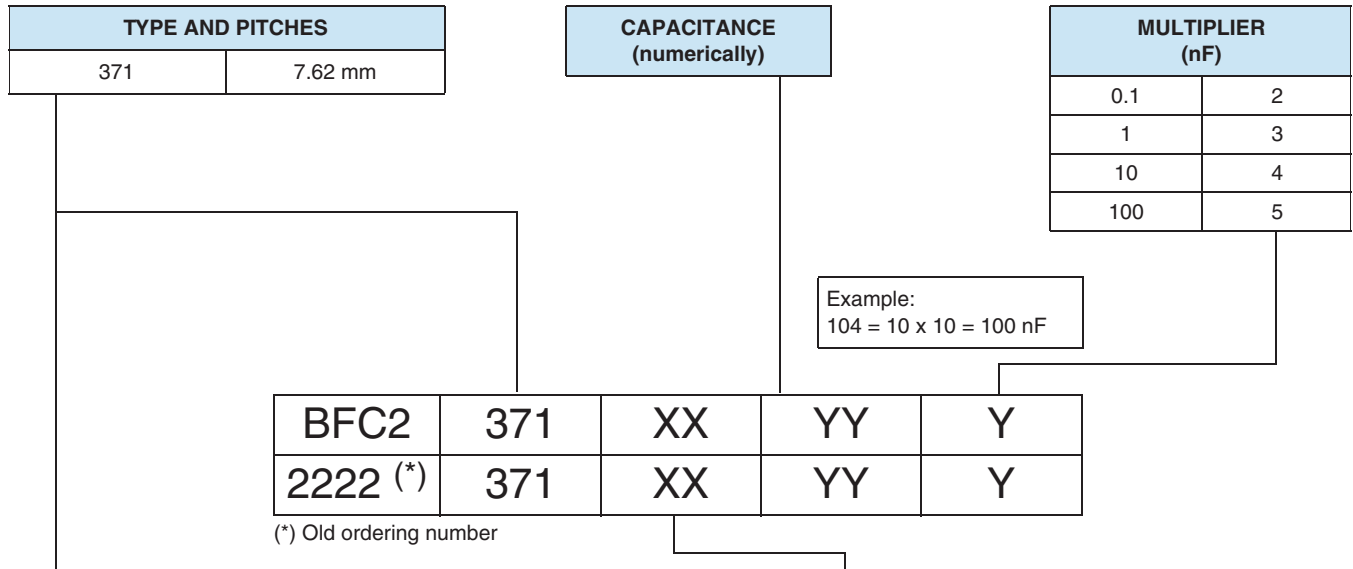 TYPE AND PITCHES
371 7.62 mm
CAPACITANCE
(numerically)
MULTIPLIER
(nF)
0.1 2
1 3
10 4
100 5
Example:
104 = 10 x 10 = 100 nF
BFC2 371 XX YY Y
2222 (*) 371 XX YY Y
(*) Old ordering number